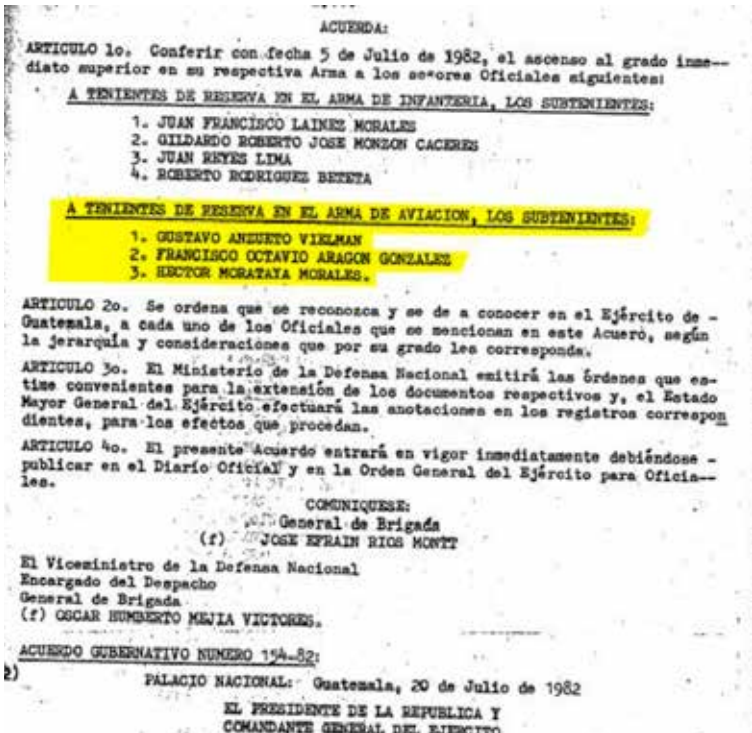 ACUERDA:
ARTICULO 1o. Conferir con fecha 5 de Julio de 1982, el ascenso al grado inme--
diato superior en su respectiva Arma a los señores Oficiales siguientes:
A TENIENTES DE RESERVA EN EL ARMA DE INFANTERIA, LOS SUBTENIENTES:
1. JUAN FRANCISCO LAINEZ MORALES
2. GILDARDO ROBERTO JOSE MONZON CACERES
3. JUAN REYES LIMA
4. ROBERTO RODRIGUEZ BETETA
A TENIENTES DE RESERVA EN EL ARMA DE AVIACION, LOS SUBTENIENTES:
1. GUSTAVO ANZUETO VIELMAN
2. FRANCISCO OCTAVIO ARAGON GONZALEZ
3. HECTOR MORATAYA MORALES.
ARTICULO 2o. Se ordena que se reconozca y se de a conocer en el Ejército de -
Guatemala, a cada uno de los Oficiales que se mencionan en este Acuero, según
la jerarquía y consideraciones que por su grado les corresponda.
ARTICULO 3o. El Ministerio de la Defensa Nacional emitirá las órdenes que es-
time convenientes para la extensión de los documentos respectivos y, el Estado
Mayor General del Ejército efectuará las anotaciones en los registros correspon
dientes, para los efectos que procedan.
ARTICULO 4o. El presente Acuerdo entrará en vigor inmediatamente debiéndose -
publicar en el Diario Oficial y en la Orden General del Ejército para Oficia--
les.
COMUNIQUESE:
General de Brigada
(f) JOSE EFRAIN RIOS MONTT
El Viceministro de la Defensa Nacional
Encargado del Despacho
General de Brigada
(f) OSCAR HUMBERTO MEJIA VICTORES.
ACUERDO GUBERNATIVO NUMERO 154-82:
2)
PALACIO NACIONAL: Guatemala, 20 de Julio de 1982
EL PRESIDENTE DE LA REPUBLICA Y
COMANDANTE GENERAL DEL EJERCITO